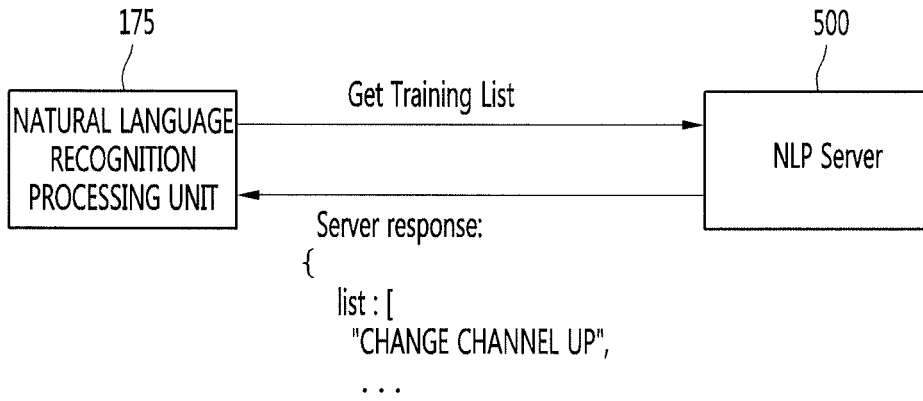 175
500
NATURAL LANGUAGE
RECOGNITION
PROCESSING UNIT
Get Training List
NLP Server
Server response:
{
list : [
"CHANGE CHANNEL UP",
. . .